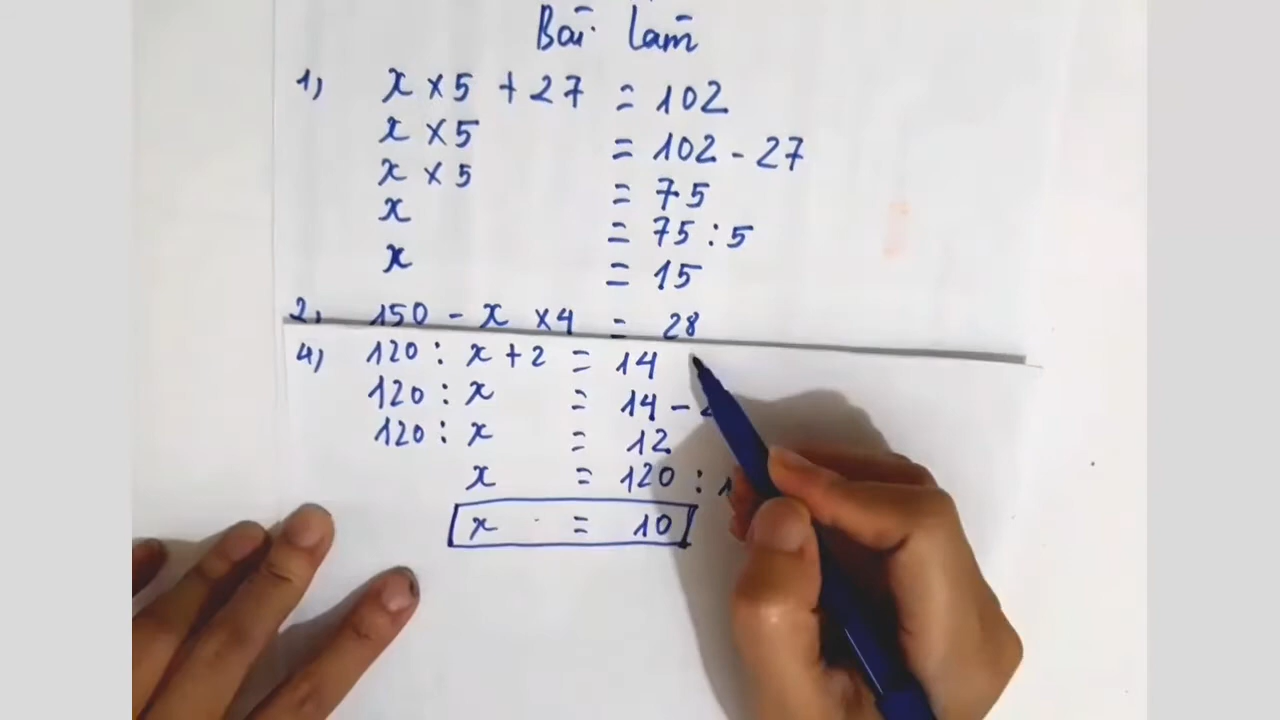 Bài làm
1, x × 5 + 27 = 102
x × 5 = 102 - 27
x × 5 = 75
x = 75 : 5
x = 15
2, 150 - x × 4 = 28
4, 120 : x + 2 = 14
120 : x = 14 -
120 : x = 12
x = 120 :
x = 10